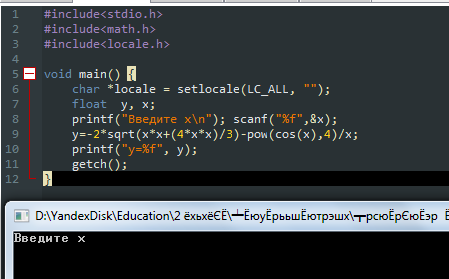 1 #include<stdio.h>
2 #include<math.h>
3 #include<locale.h>
4
5 void main() {
6 char *locale = setlocale(LC_ALL, "");
7 float  y, x;
8 printf("Введите x\n"); scanf("%f",&x);
9 y=-2*sqrt(x*x+(4*x*x)/3)-pow(cos(x),4)/x;
10 printf("y=%f", y);
11 getch();
12 }
D:\YandexDisk\Education\2
Введите x